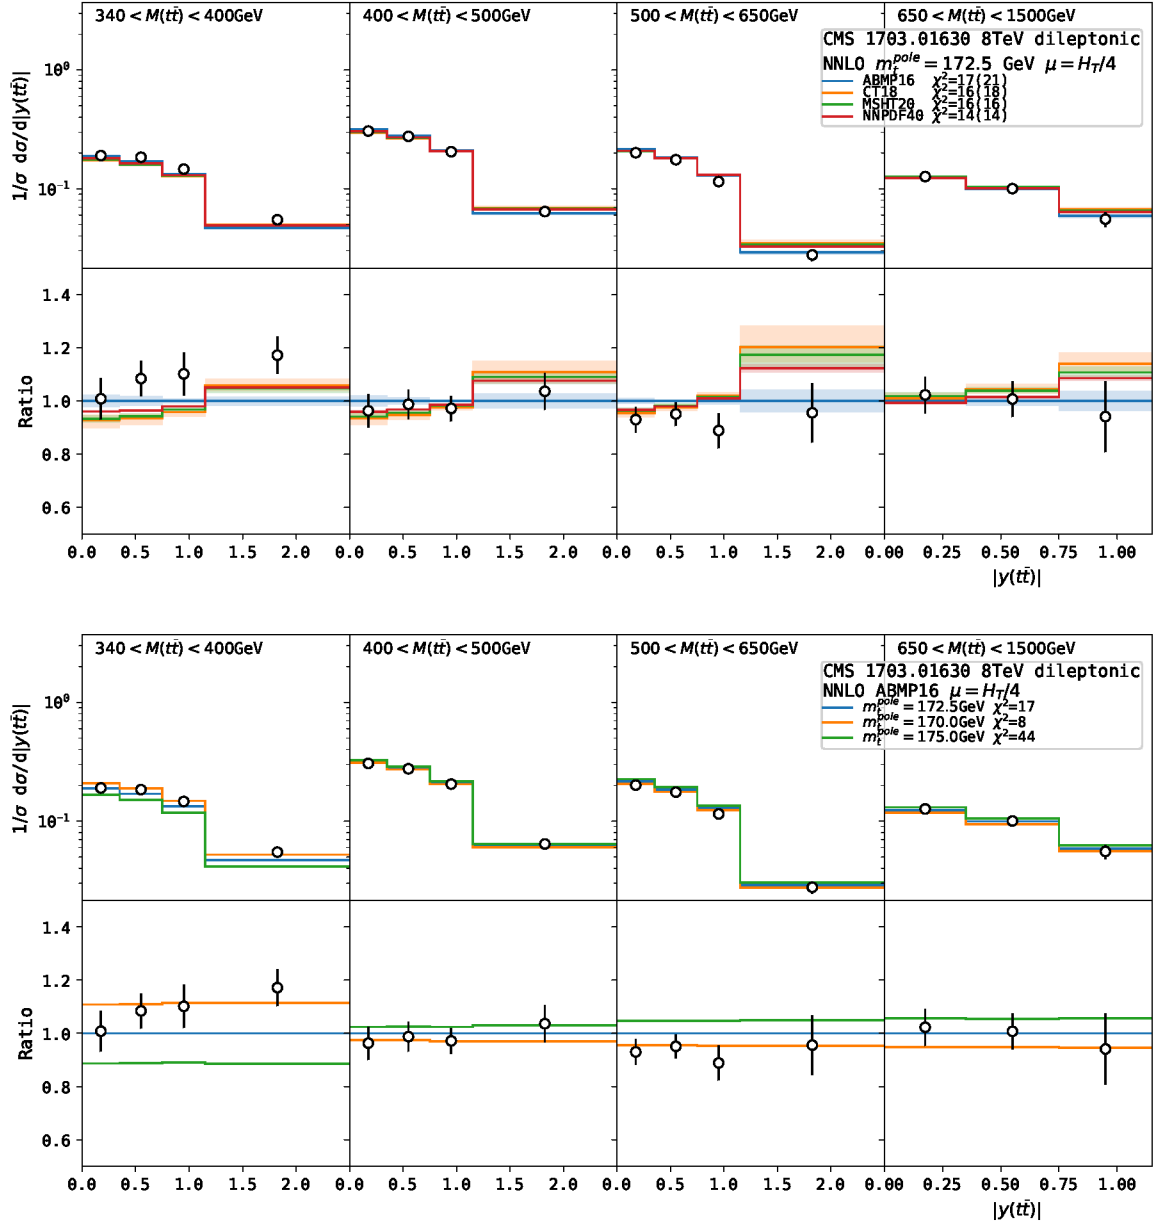 340 < M(tt̄) < 400GeV 400 < M(tt̄) < 500GeV 500 < M(tt̄) < 650GeV 650 < M(tt̄) < 1500GeV
CMS 1703.01630 8TeV dileptonic
NNLO m_t^pole = 172.5 GeV μ = H_T/4
ABMP16 χ²=17(21)
CT18 χ²=16(18)
MSHT20 χ²=16(16)
NNPDF40 χ²=14(14)
1/σ dσ/d|y(tt̄)|
10⁰
10⁻¹
Ratio
1.4
1.2
1.0
0.8
0.6
0.0 0.5 1.0 1.5 2.0 0.0 0.5 1.0 1.5 2.0 0.0 0.5 1.0 1.5 2.0 0.00 0.25 0.50 0.75 1.00
|y(tt̄)|
340 < M(tt̄) < 400GeV 400 < M(tt̄) < 500GeV 500 < M(tt̄) < 650GeV 650 < M(tt̄) < 1500GeV
CMS 1703.01630 8TeV dileptonic
NNLO ABMP16 μ = H_T/4
m_t^pole = 172.5GeV χ²=17
m_t^pole = 170.0GeV χ²=8
m_t^pole = 175.0GeV χ²=44
1/σ dσ/d|y(tt̄)|
10⁰
10⁻¹
Ratio
1.4
1.2
1.0
0.8
0.6
0.0 0.5 1.0 1.5 2.0 0.0 0.5 1.0 1.5 2.0 0.0 0.5 1.0 1.5 2.0 0.00 0.25 0.50 0.75 1.00
|y(tt̄)|